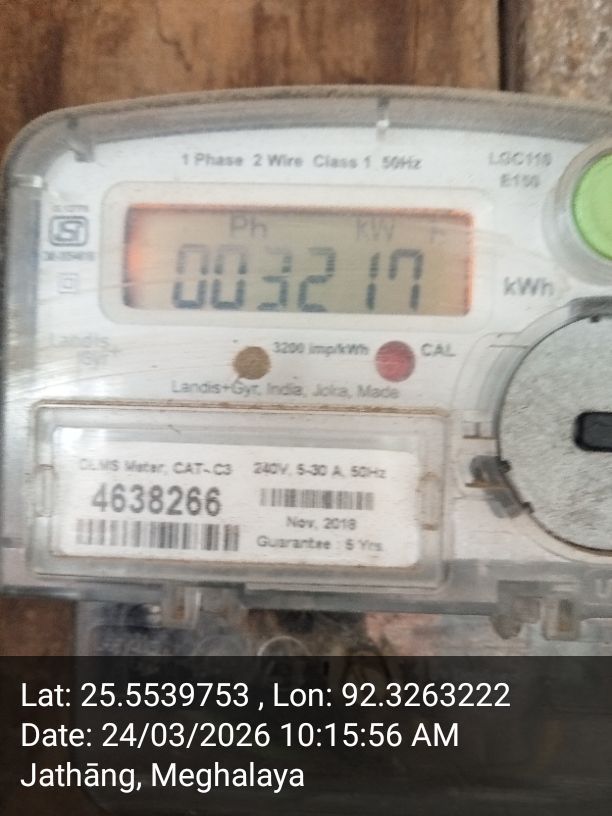 1 Phase 2 Wire Class 1 50Hz
LGC110
E150
Ph kW
003217
kWh
Landis
Gyr+
3200 imp/kWh
CAL
Landis+Gyr, India, Joka, Made
DLMS Meter, CAT-C3
240V, 5-30 A, 50Hz
4638266
Nov, 2018
Guarantee : 5 Yrs
Lat: 25.5539753 , Lon: 92.3263222
Date: 24/03/2026 10:15:56 AM
Jathāng, Meghalaya